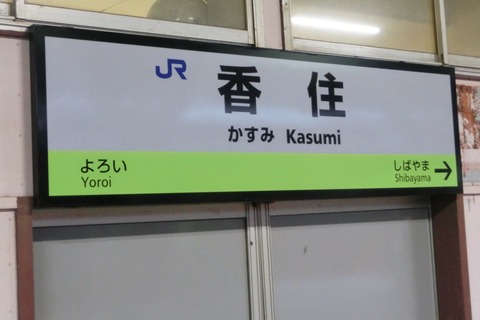 JR 香住
かすみ Kasumi
よろい しばやま →
Yoroi Shibayama